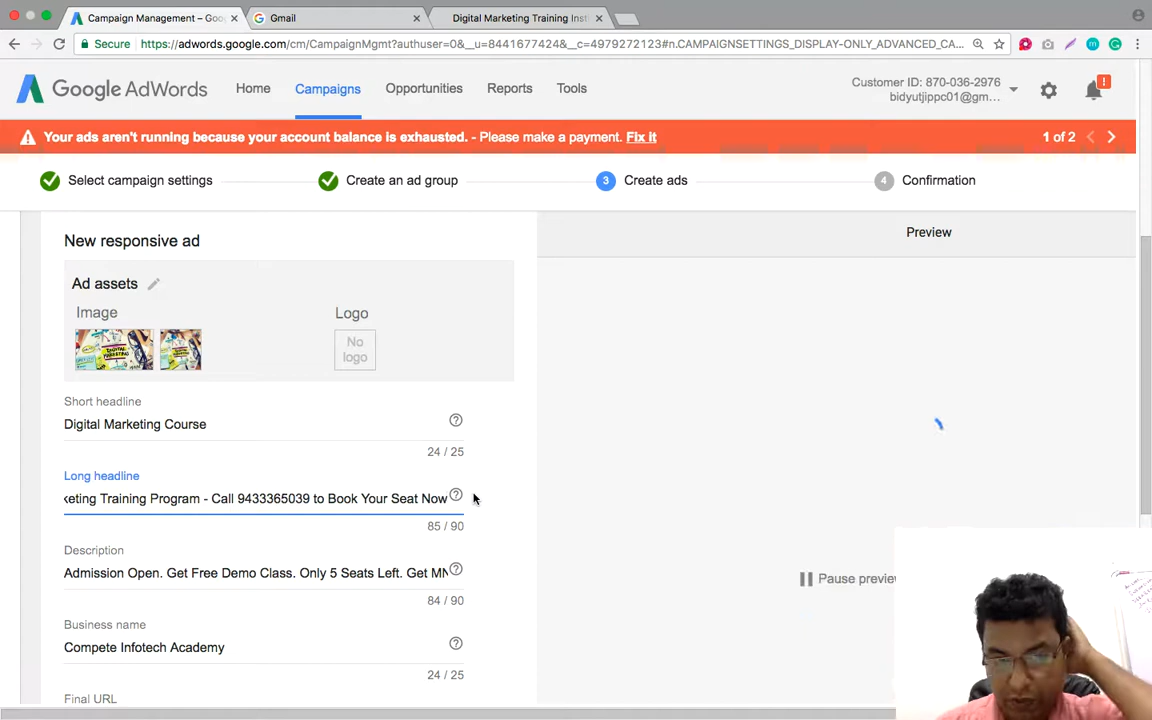 Campaign Management – Goo
Gmail
Digital Marketing Training Insti
Secure
https://adwords.google.com/cm/CampaignMgmt?authuser=0&__u=8441677424&__c=4979272123#n.CAMPAIGNSETTINGS_DISPLAY-ONLY_ADVANCED_CA...
Google AdWords
Home
Campaigns
Opportunities
Reports
Tools
Customer ID: 870-036-2976
bidyutjippc01@gm...
!
Your ads aren't running because your account balance is exhausted. - Please make a payment. Fix it
1 of 2
Select campaign settings
Create an ad group
3 Create ads
4 Confirmation
New responsive ad
Preview
Ad assets
Image
Logo
No
logo
Short headline
Digital Marketing Course
24 / 25
Long headline
keting Training Program - Call 9433365039 to Book Your Seat Now
85 / 90
Description
Admission Open. Get Free Demo Class. Only 5 Seats Left. Get MN
84 / 90
Pause preview
Business name
Compete Infotech Academy
24 / 25
Final URL